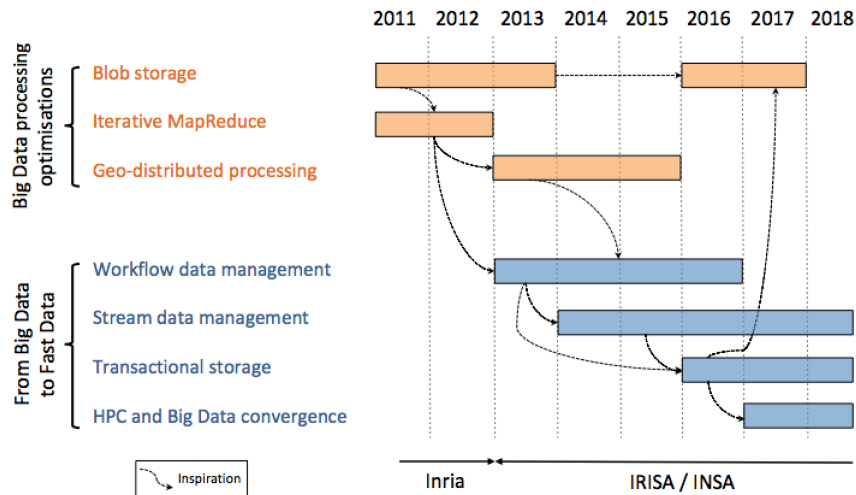 2011 2012 2013 2014 2015 2016 2017 2018
Big Data processing
optimisations
Blob storage
Iterative MapReduce
Geo-distributed processing
From Big Data
to Fast Data
Workflow data management
Stream data management
Transactional storage
HPC and Big Data convergence
Inspiration
Inria
IRISA / INSA